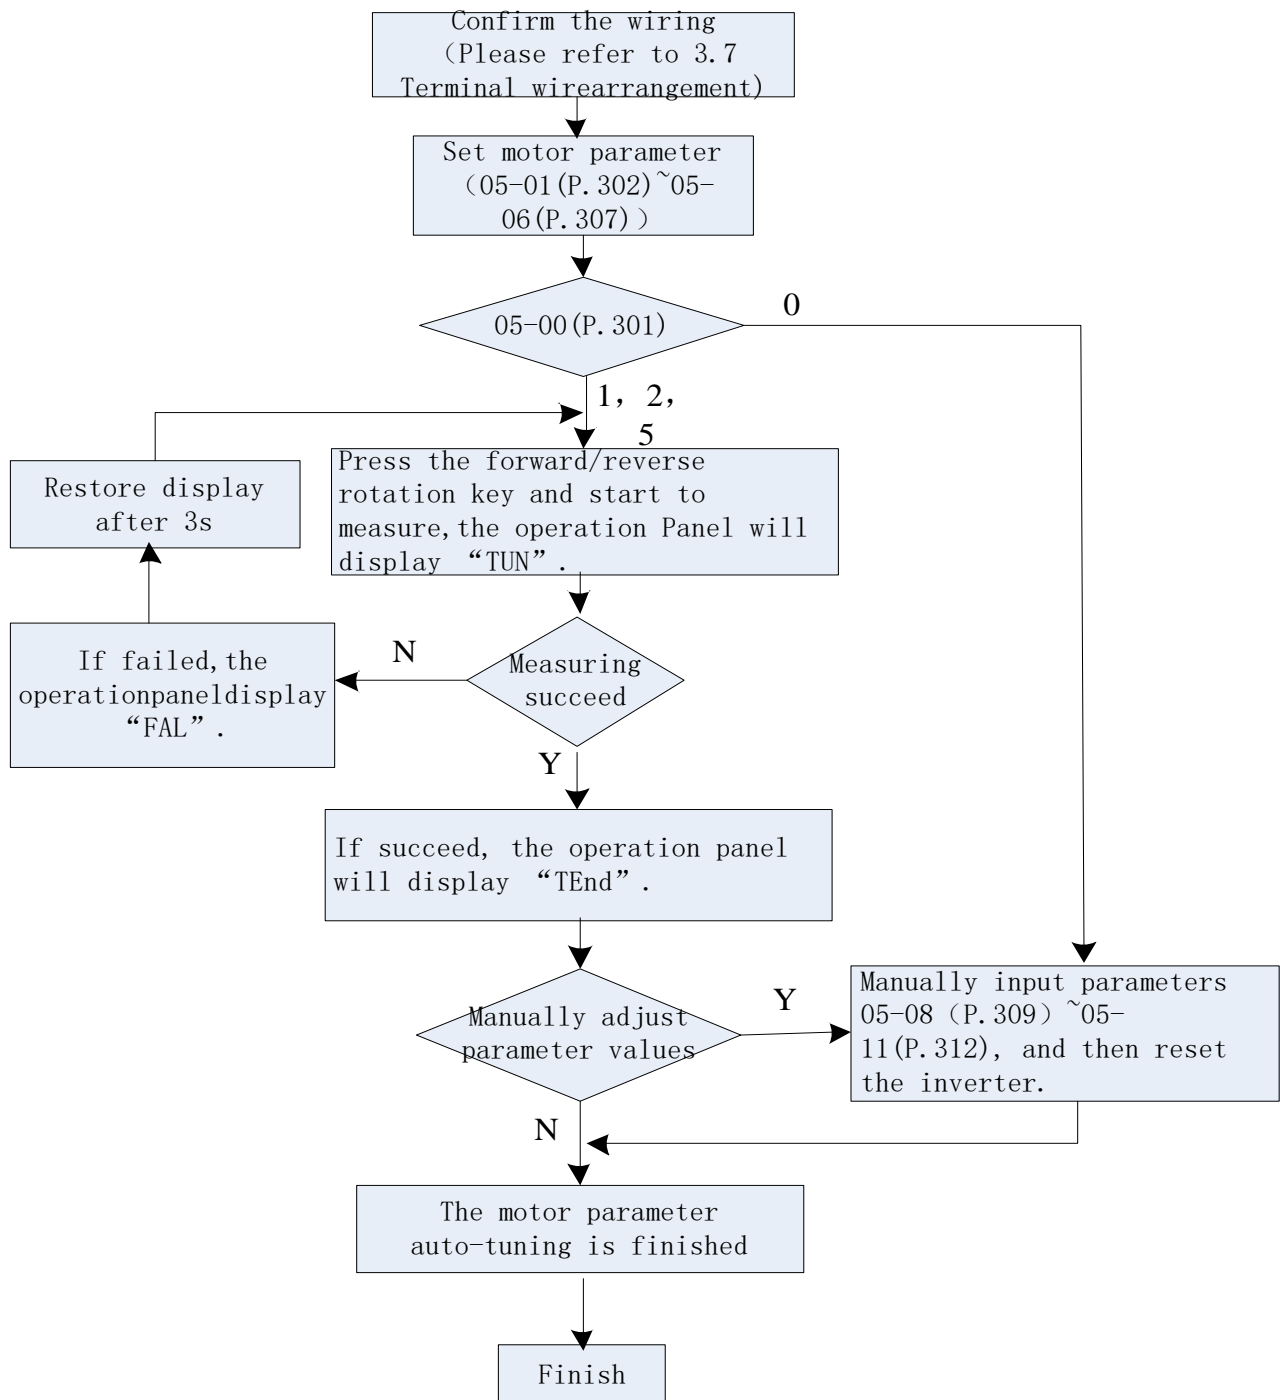 Confirm the wiring
（Please refer to 3.7
Terminal wirearrangement)
Set motor parameter
（05-01(P.302)~05-
06(P.307)）
05-00(P.301)
0
1，2，
5
Press the forward/reverse
rotation key and start to
measure,the operation Panel will
display “TUN”.
Restore display
after 3s
Measuring
succeed
N
If failed,the
operationpaneldisplay
“FAL”.
Y
If succeed, the operation panel
will display “TEnd”.
Manually adjust
parameter values
Y
Manually input parameters
05-08（P.309）~05-
11(P.312), and then reset
the inverter.
N
The motor parameter
auto-tuning is finished
Finish